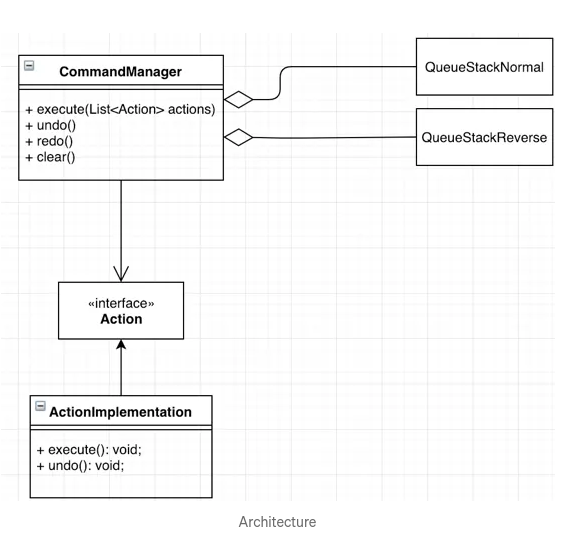 CommandManager
+ execute(List<Action> actions)
+ undo()
+ redo()
+ clear()
QueueStackNormal
QueueStackReverse
«interface»
Action
ActionImplementation
+ execute(): void;
+ undo(): void;
Architecture